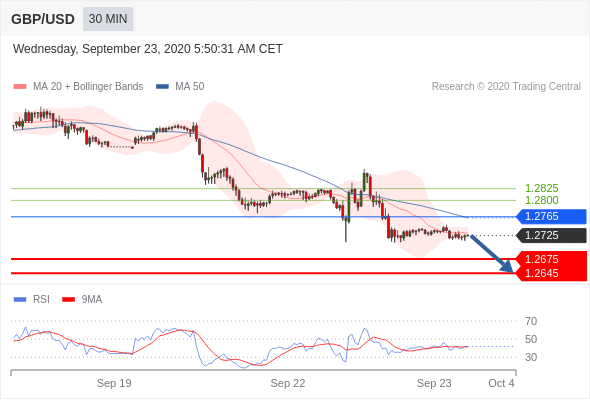 GBP/USD 30 MIN
Wednesday, September 23, 2020 5:50:31 AM CET
MA 20 + Bollinger Bands MA 50 Research © 2020 Trading Central
1.2825
1.2800
1.2765
1.2725
1.2675
1.2645
RSI 9MA
70
50
30
Sep 19 Sep 22 Sep 23 Oct 4